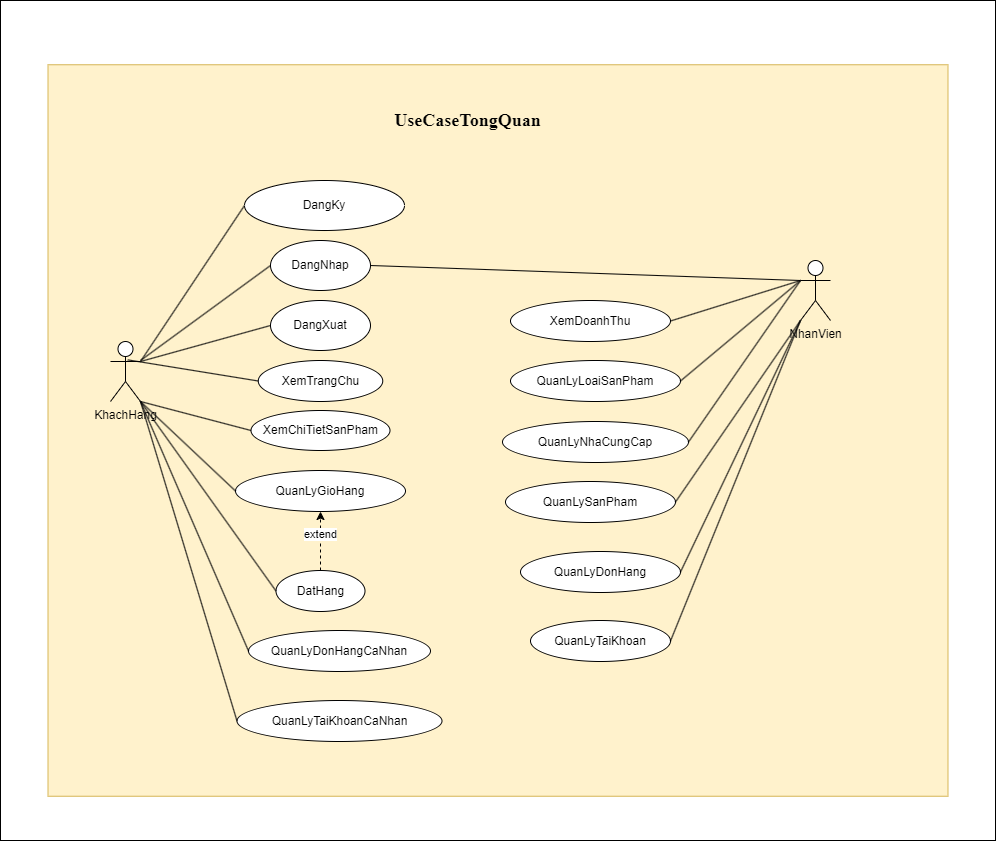 UseCaseTongQuan
DangKy
DangNhap
DangXuat
XemTrangChu
XemChiTietSanPham
QuanLyGioHang
extend
DatHang
QuanLyDonHangCaNhan
QuanLyTaiKhoanCaNhan
KhachHang
XemDoanhThu
QuanLyLoaiSanPham
QuanLyNhaCungCap
QuanLySanPham
QuanLyDonHang
QuanLyTaiKhoan
NhanVien